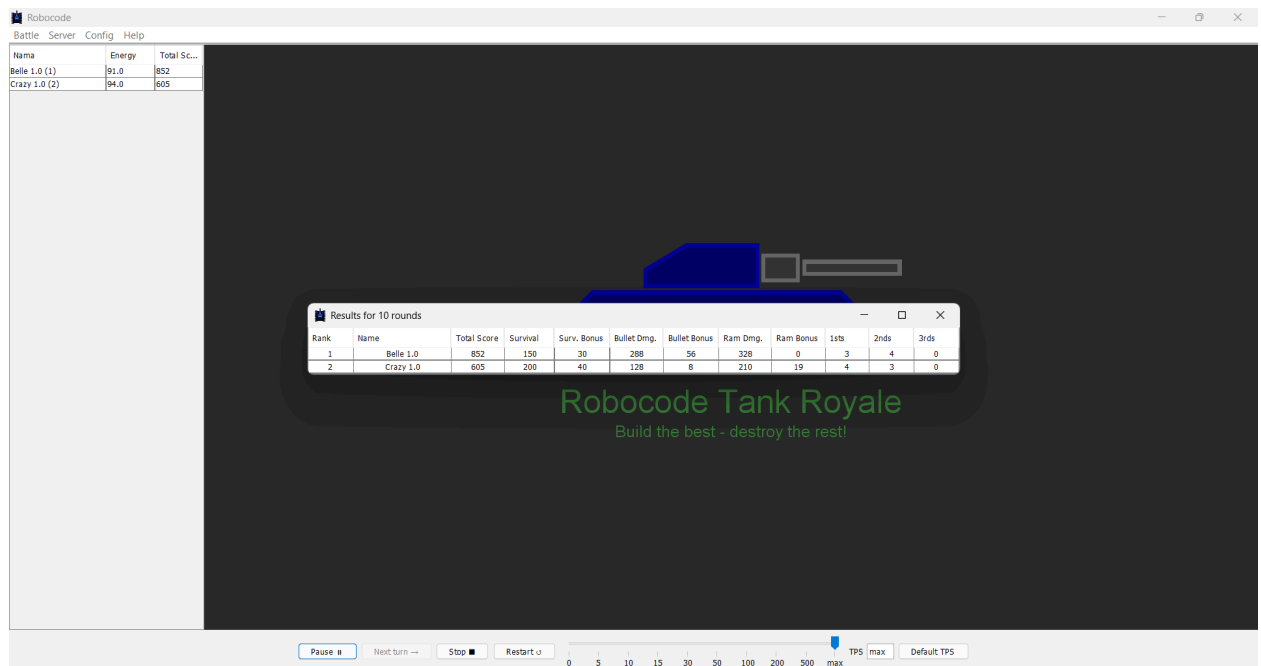 Robocode
Battle Server Config Help
Name Energy Total Sc...
Belle 1.0 (1) 91.0 852
Crazy 1.0 (2) 94.0 605
Results for 10 rounds
Rank Name Total Score Survival Surv. Bonus Bullet Dmg. Bullet Bonus Ram Dmg. Ram Bonus 1sts 2nds 3rds
1 Belle 1.0 852 150 30 288 56 328 0 3 4 0
2 Crazy 1.0 605 200 40 128 8 210 19 4 3 0
Robocode Tank Royale
Build the best - destroy the rest!
Pause Next turn → Stop Restart ↺ TPS max Default TPS
0 5 10 15 30 50 100 200 500 max